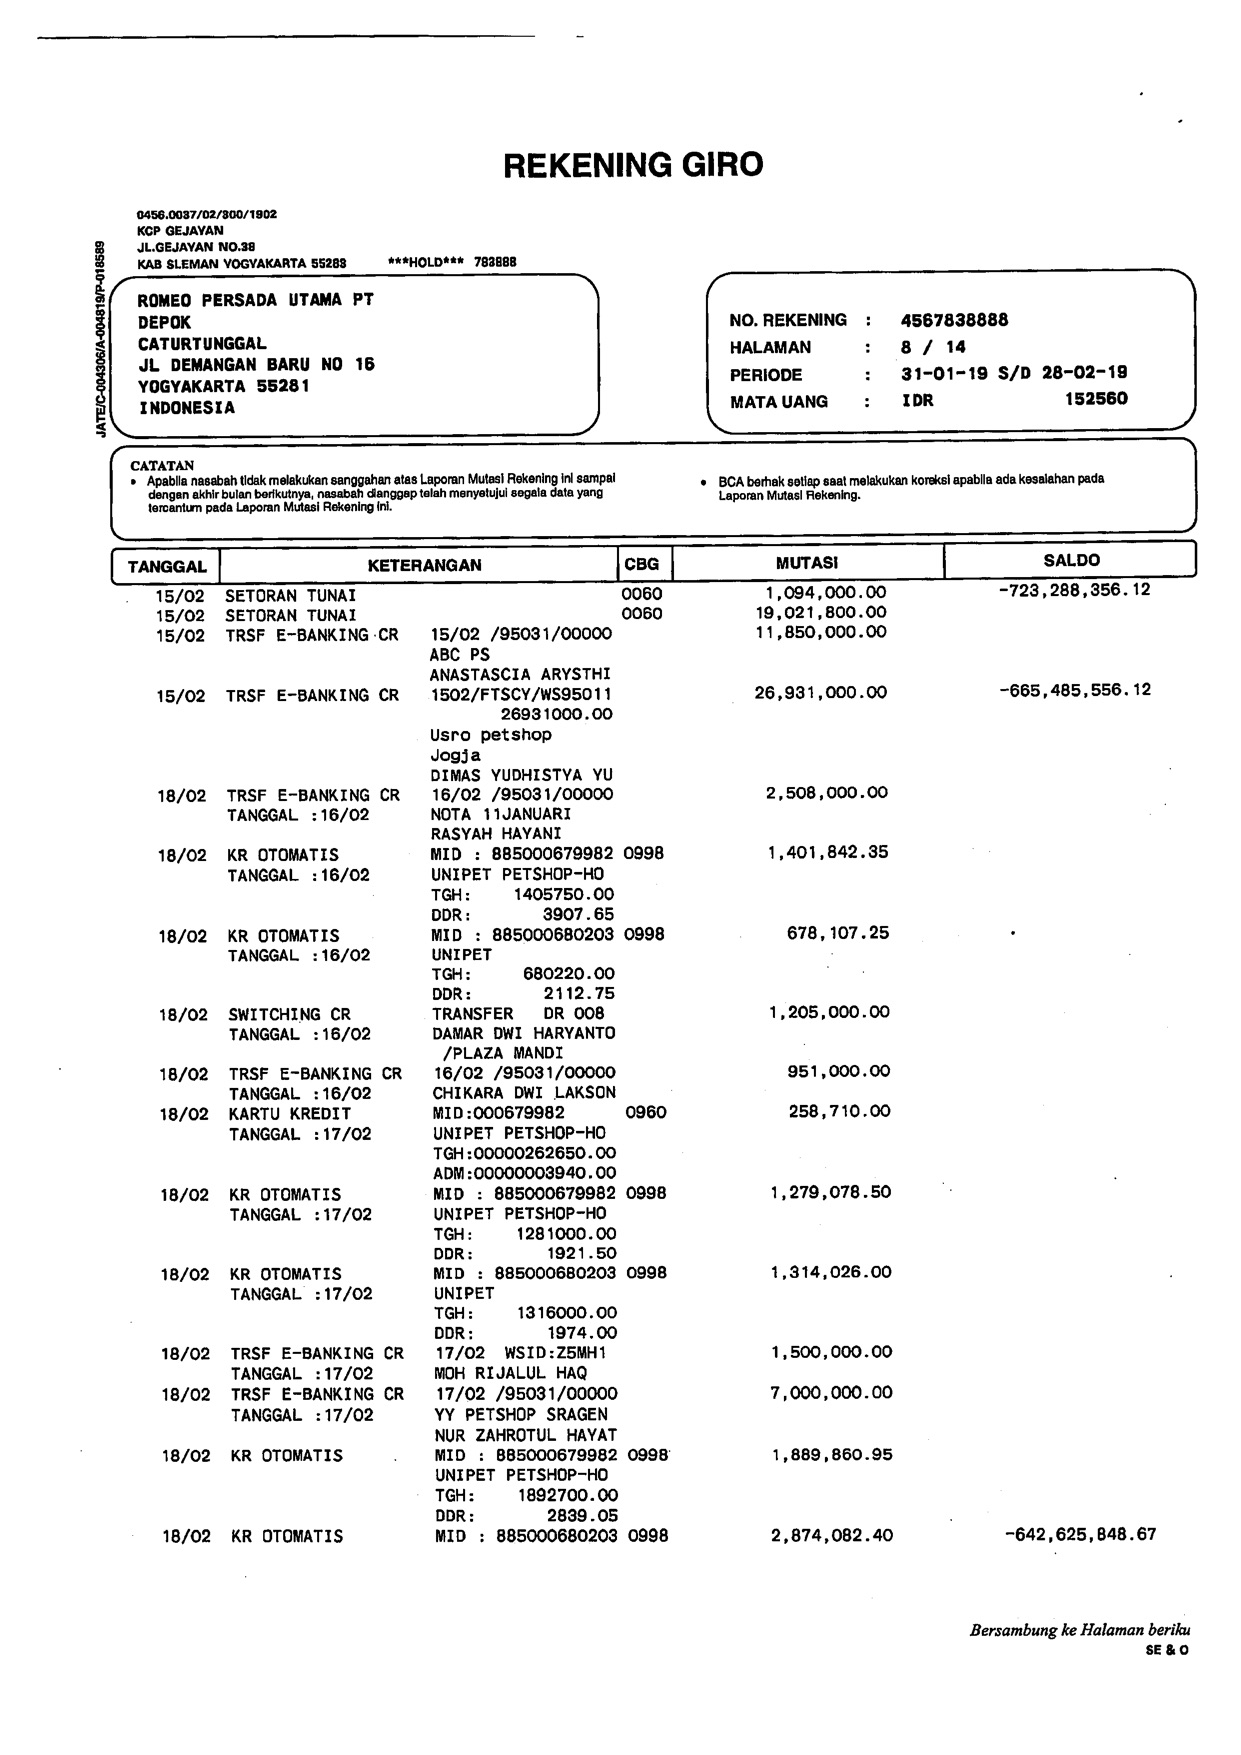 REKENING GIRO
0456.0037/02/300/1902
KCP GEJAYAN
JL.GEJAYAN NO.38
KAB SLEMAN YOGYAKARTA 55283 ***HOLD*** 783888
JATE/C-004306/A-004819/P-018589
ROMEO PERSADA UTAMA PT
DEPOK
CATURTUNGGAL
JL DEMANGAN BARU NO 16
YOGYAKARTA 55281
INDONESIA
NO. REKENING : 4567838888
HALAMAN : 8 / 14
PERIODE : 31-01-19 S/D 28-02-19
MATA UANG : IDR 152560
CATATAN
• Apabila nasabah tidak melakukan sanggahan atas Laporan Mutasi Rekening ini sampai
dengan akhir bulan berikutnya, nasabah dianggap telah menyetujui segala data yang
tercantum pada Laporan Mutasi Rekening ini.
• BCA berhak setiap saat melakukan koreksi apabila ada kesalahan pada
Laporan Mutasi Rekening.
TANGGAL KETERANGAN CBG MUTASI SALDO
15/02 SETORAN TUNAI 0060 1,094,000.00 -723,288,356.12
15/02 SETORAN TUNAI 0060 19,021,800.00
15/02 TRSF E-BANKING CR 15/02 /95031/00000 11,850,000.00
ABC PS
ANASTASCIA ARYSTHI
15/02 TRSF E-BANKING CR 1502/FTSCY/WS95011 26,931,000.00 -665,485,556.12
26931000.00
Usro petshop
Jogja
DIMAS YUDHISTYA YU
18/02 TRSF E-BANKING CR 16/02 /95031/00000 2,508,000.00
TANGGAL :16/02 NOTA 11JANUARI
RASYAH HAYANI
18/02 KR OTOMATIS MID : 885000679982 0998 1,401,842.35
TANGGAL :16/02 UNIPET PETSHOP-HO
TGH: 1405750.00
DDR: 3907.65
18/02 KR OTOMATIS MID : 885000680203 0998 678,107.25
TANGGAL :16/02 UNIPET
TGH: 680220.00
DDR: 2112.75
18/02 SWITCHING CR TRANSFER DR 008 1,205,000.00
TANGGAL :16/02 DAMAR DWI HARYANTO
/PLAZA MANDI
18/02 TRSF E-BANKING CR 16/02 /95031/00000 951,000.00
TANGGAL :16/02 CHIKARA DWI LAKSON
18/02 KARTU KREDIT MID:000679982 0960 258,710.00
TANGGAL :17/02 UNIPET PETSHOP-HO
TGH:00000262650.00
ADM:00000003940.00
18/02 KR OTOMATIS MID : 885000679982 0998 1,279,078.50
TANGGAL :17/02 UNIPET PETSHOP-HO
TGH: 1281000.00
DDR: 1921.50
18/02 KR OTOMATIS MID : 885000680203 0998 1,314,026.00
TANGGAL :17/02 UNIPET
TGH: 1316000.00
DDR: 1974.00
18/02 TRSF E-BANKING CR 17/02 WSID:Z5MH1 1,500,000.00
TANGGAL :17/02 MOH RIJALUL HAQ
18/02 TRSF E-BANKING CR 17/02 /95031/00000 7,000,000.00
TANGGAL :17/02 YY PETSHOP SRAGEN
NUR ZAHROTUL HAYAT
18/02 KR OTOMATIS MID : 885000679982 0998 1,889,860.95
UNIPET PETSHOP-HO
TGH: 1892700.00
DDR: 2839.05
18/02 KR OTOMATIS MID : 885000680203 0998 2,874,082.40 -642,625,848.67
Bersambung ke Halaman beriku
SE & O